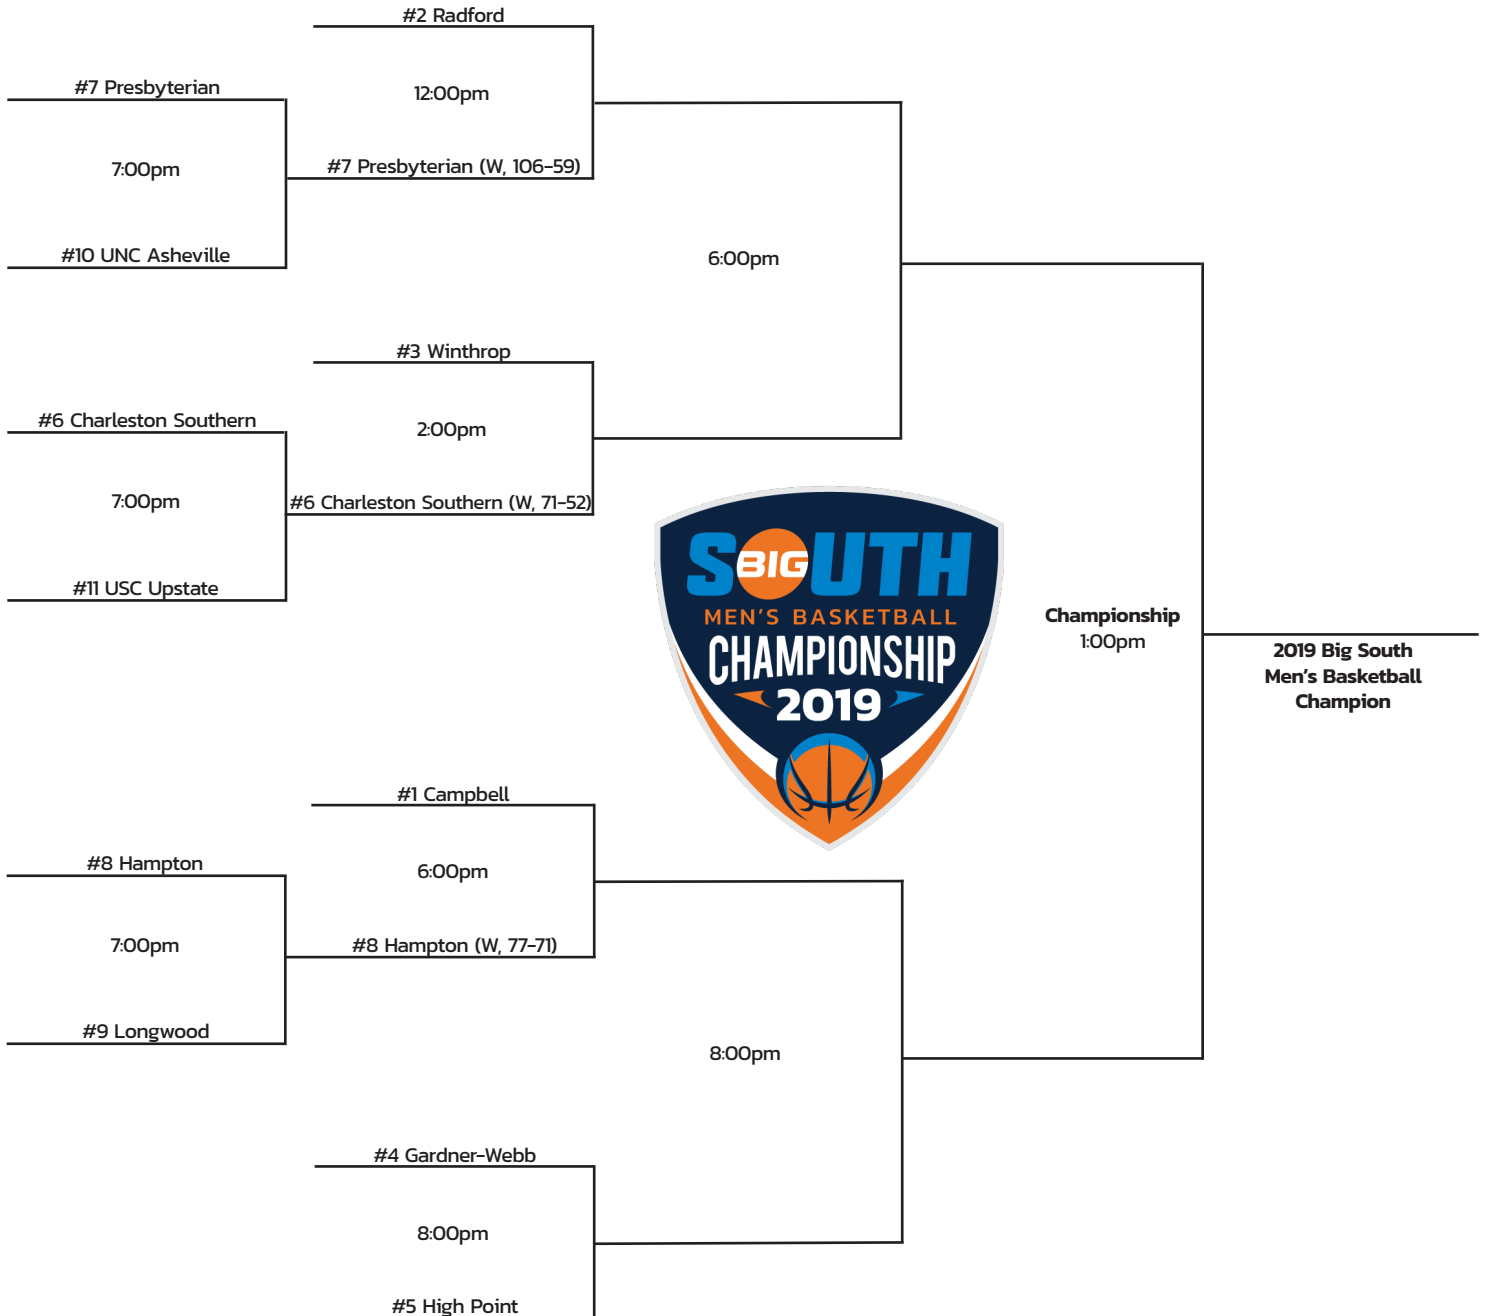 #2 Radford
#7 Presbyterian
12:00pm
7:00pm
#7 Presbyterian (W, 106-59)
#10 UNC Asheville
6:00pm
#3 Winthrop
#6 Charleston Southern
2:00pm
7:00pm
#6 Charleston Southern (W, 71-52)
#11 USC Upstate
SOUTH
BIG
MEN'S BASKETBALL
CHAMPIONSHIP
2019
Championship
1:00pm
2019 Big South
Men's Basketball
Champion
#1 Campbell
#8 Hampton
6:00pm
7:00pm
#8 Hampton (W, 77-71)
#9 Longwood
8:00pm
#4 Gardner-Webb
8:00pm
#5 High Point